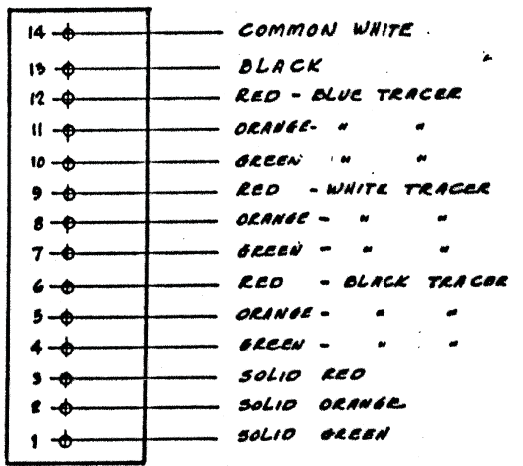 14 COMMON WHITE
13 BLACK
12 RED - BLUE TRACER
11 ORANGE- " "
10 GREEN " "
9 RED - WHITE TRACER
8 ORANGE - " "
7 GREEN - " "
6 RED - BLACK TRACER
5 ORANGE - " "
4 GREEN - " "
3 SOLID RED
2 SOLID ORANGE
1 SOLID GREEN